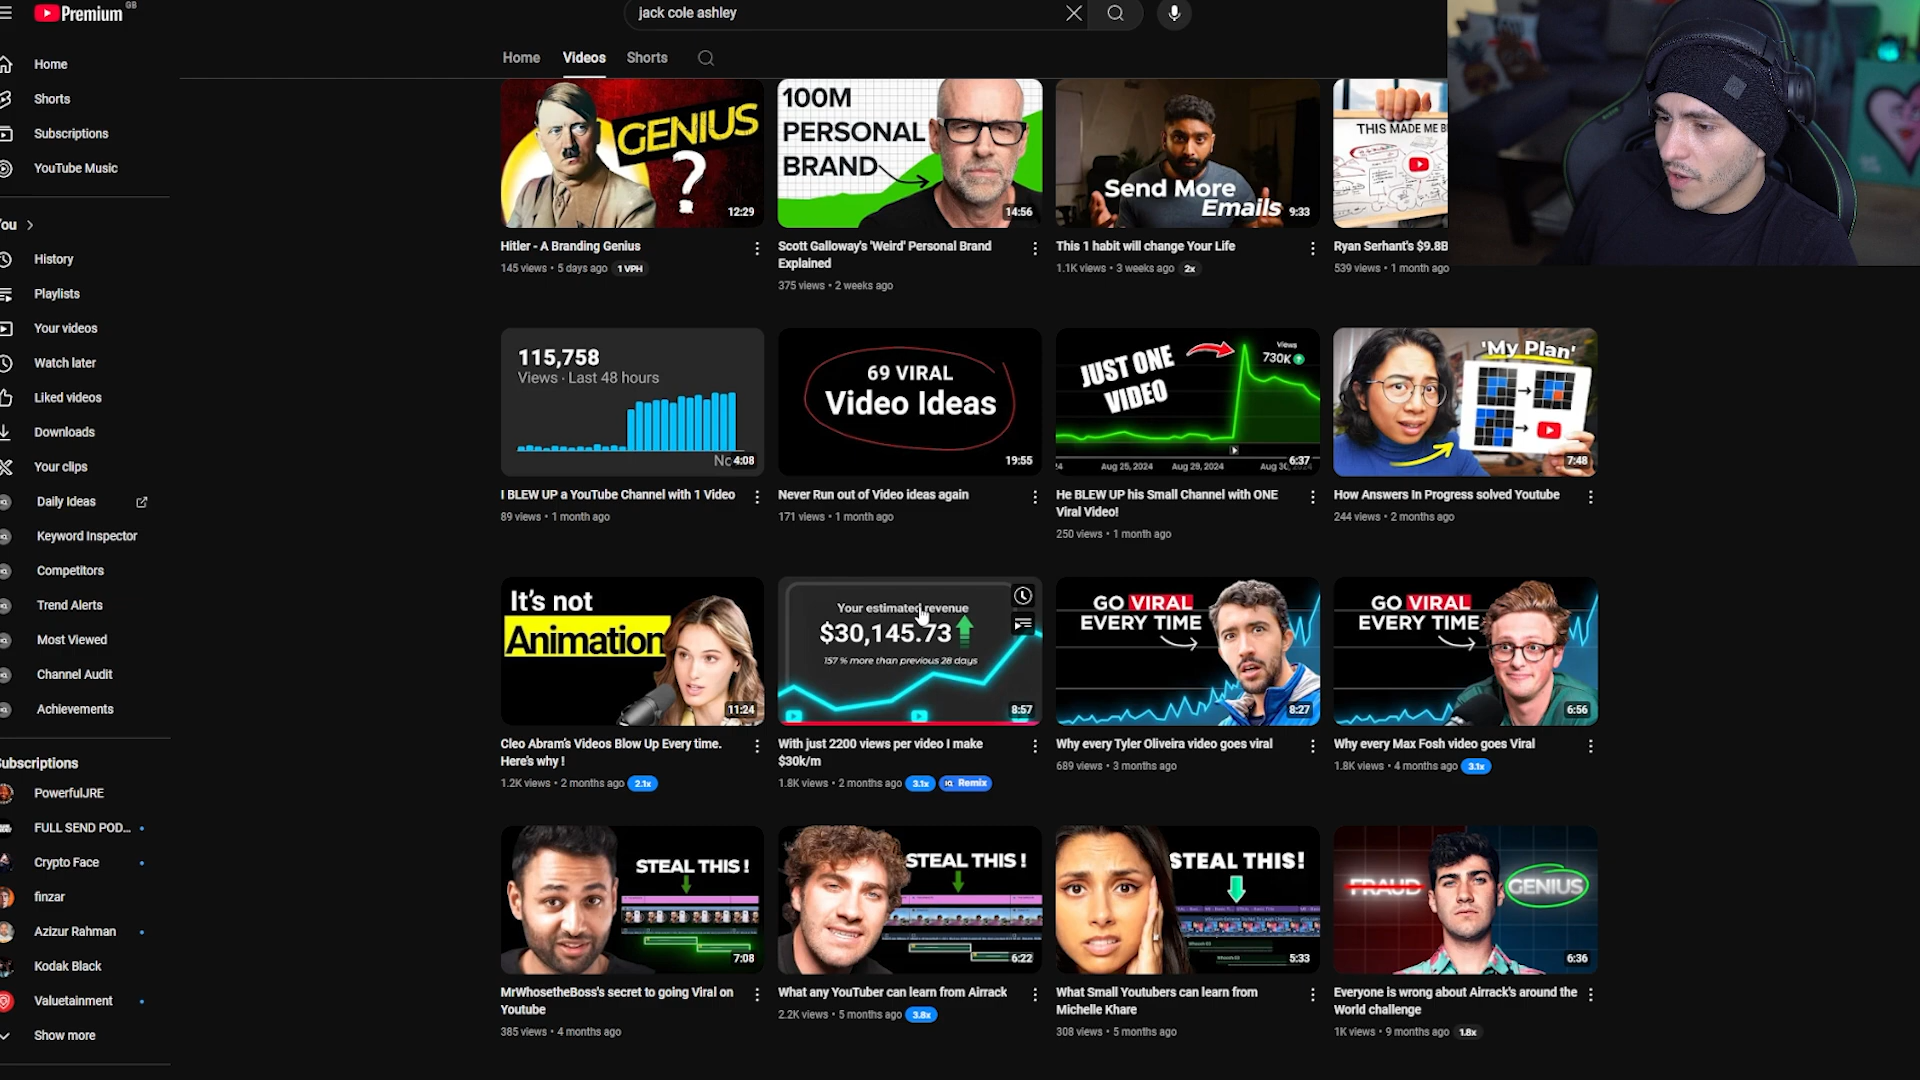 Premium GB
jack cole ashley
Home
Videos
Shorts
Home
Shorts
Subscriptions
YouTube Music
History
Playlists
Your videos
Watch later
Liked videos
Downloads
Your clips
Daily Ideas
Keyword Inspector
Competitors
Trend Alerts
Most Viewed
Channel Audit
Achievements
PowerfulJRE
FULL SEND POD...
Crypto Face
finzar
Azizur Rahman
Kodak Black
Valuetainment
Show more
GENIUS
?
12:29
Hitler - A Branding Genius
145 views • 5 days ago 1 VPH
100M
PERSONAL
BRAND
14:56
Scott Galloway's 'Weird' Personal Brand
Explained
375 views • 2 weeks ago
Send More
Emails
9:33
This 1 habit will change Your Life
1.1K views • 3 weeks ago 2x
THIS MADE ME
Ryan Serhant's $9.8B
539 views • 1 month ago
115,758
Views · Last 48 hours
4:08
I BLEW UP a YouTube Channel with 1 Video
89 views • 1 month ago
69 VIRAL
Video Ideas
19:55
Never Run out of Video ideas again
171 views • 1 month ago
JUST ONE
VIDEO
Views
730K
Aug 25, 2024
Aug 29, 2024
6:37
He BLEW UP his Small Channel with ONE
Viral Video!
250 views • 1 month ago
'My Plan'
7:48
How Answers In Progress solved Youtube
244 views • 2 months ago
It's not
Animation
11:24
Cleo Abram's Videos Blow Up Every time.
Here's why !
1.2K views • 2 months ago 2.1x
Your estimated revenue
$30,145.73
157 % more than previous 28 days
8:57
With just 2200 views per video I make
$30k/m
1.8K views • 2 months ago 3.1x Remix
GO VIRAL
EVERY TIME
8:27
Why every Tyler Oliveira video goes viral
689 views • 3 months ago
GO VIRAL
EVERY TIME
6:56
Why every Max Fosh video goes Viral
1.8K views • 4 months ago 3.1x
STEAL THIS !
7:08
MrWhosetheBoss's secret to going Viral on
Youtube
385 views • 4 months ago
STEAL THIS !
6:22
What any YouTuber can learn from Airrack
2.2K views • 5 months ago 3.8x
STEAL THIS!
5:33
What Small Youtubers can learn from
Michelle Khare
308 views • 5 months ago
FRAUD
GENIUS
6:36
Everyone is wrong about Airrack's around the
World challenge
1K views • 9 months ago 1.8x